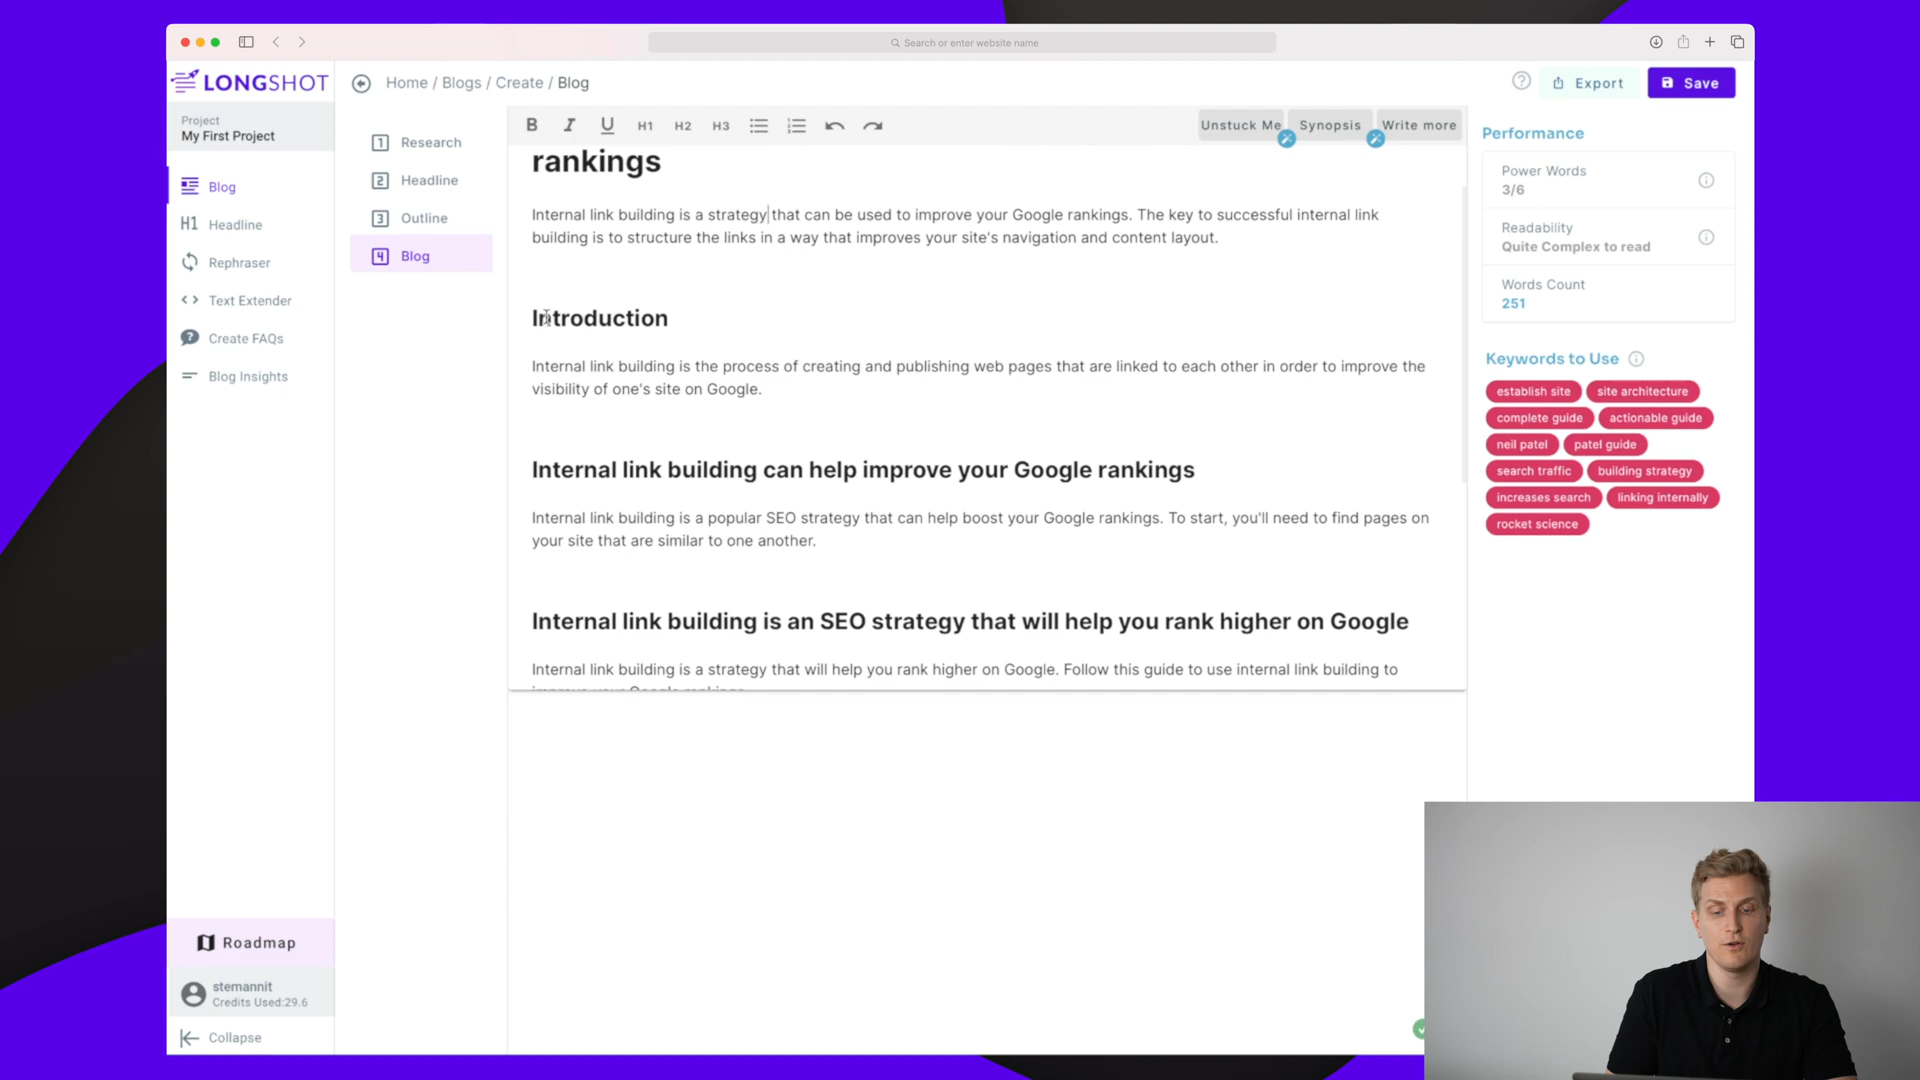 Search or enter website name
LONGSHOT
Home / Blogs / Create / Blog
Export
Save
Project
My First Project
Blog
Headline
Rephraser
Text Extender
Create FAQs
Blog Insights
Roadmap
stemannit
Credits Used:29.6
Collapse
1 Research
2 Headline
3 Outline
4 Blog
B I U H1 H2 H3
Unstuck Me
Synopsis
Write more
rankings
Internal link building is a strategy that can be used to improve your Google rankings. The key to successful internal link
building is to structure the links in a way that improves your site's navigation and content layout.
Introduction
Internal link building is the process of creating and publishing web pages that are linked to each other in order to improve the
visibility of one's site on Google.
Internal link building can help improve your Google rankings
Internal link building is a popular SEO strategy that can help boost your Google rankings. To start, you'll need to find pages on
your site that are similar to one another.
Internal link building is an SEO strategy that will help you rank higher on Google
Internal link building is a strategy that will help you rank higher on Google. Follow this guide to use internal link building to
Performance
Power Words
3/6
Readability
Quite Complex to read
Words Count
251
Keywords to Use
establish site
site architecture
complete guide
actionable guide
neil patel
patel guide
search traffic
building strategy
increases search
linking internally
rocket science